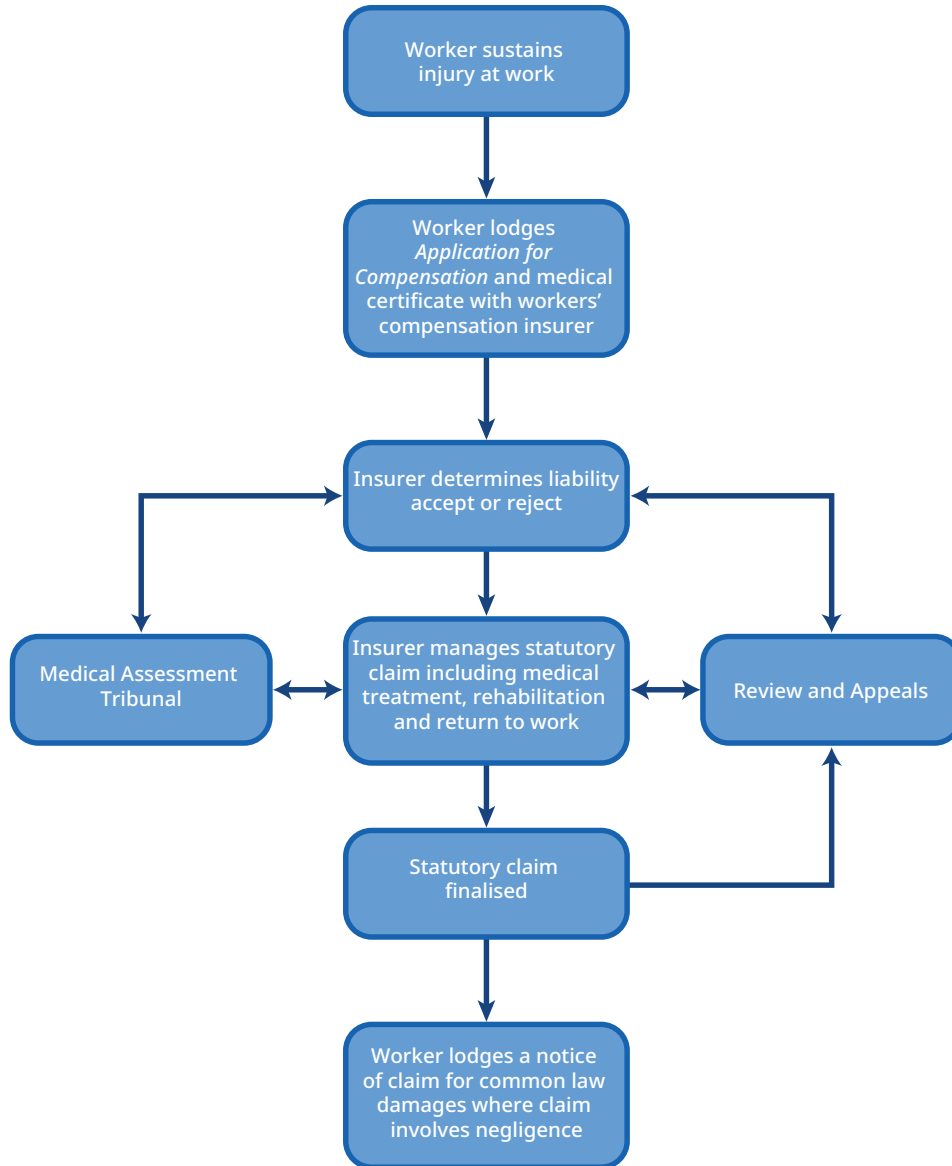 Worker sustains
injury at work
Worker lodges
Application for
Compensation and medical
certificate with workers’
compensation insurer
Insurer determines liability
accept or reject
Medical Assessment
Tribunal
Insurer manages statutory
claim including medical
treatment, rehabilitation
and return to work
Review and Appeals
Statutory claim
finalised
Worker lodges a notice
of claim for common law
damages where claim
involves negligence